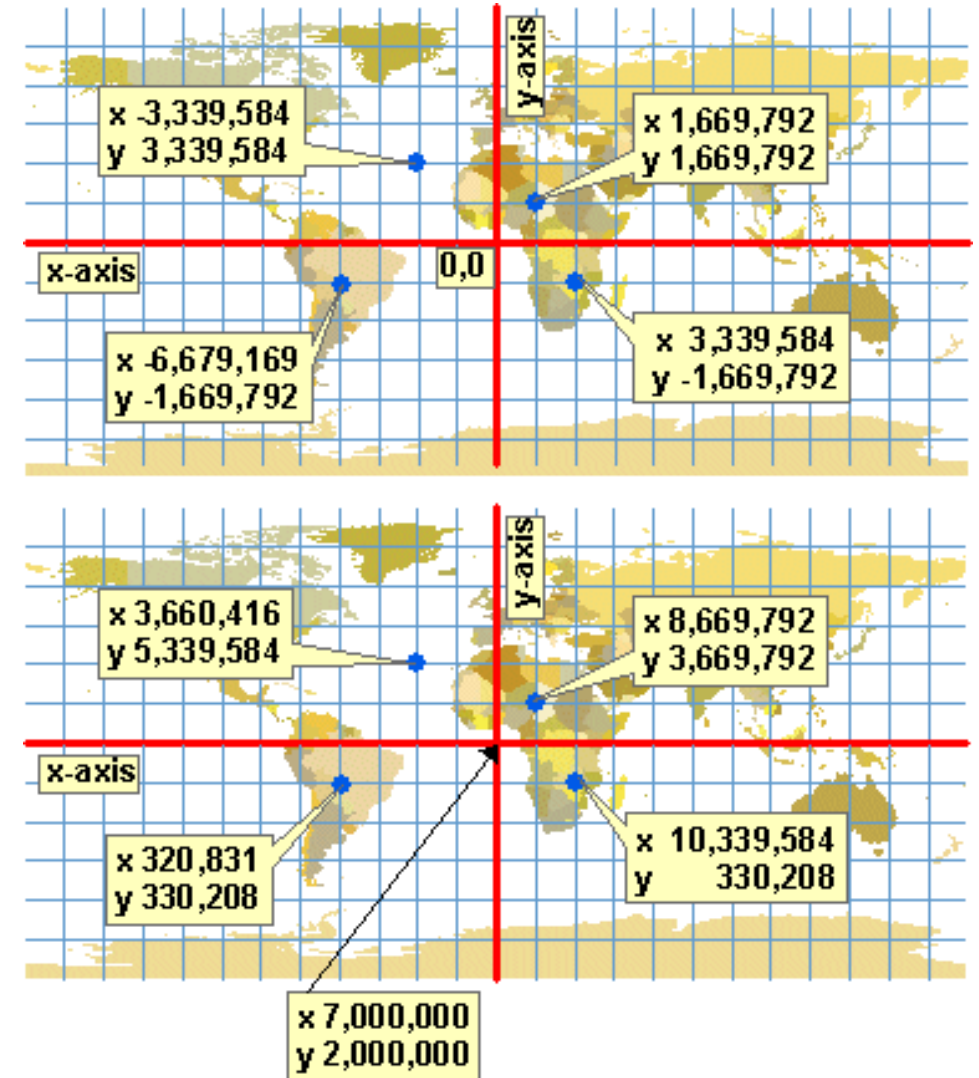 y-axis
x -3,339,584
y 3,339,584
x 1,669,792
y 1,669,792
x-axis
0,0
x -6,679,169
y -1,669,792
x 3,339,584
y -1,669,792
y-axis
x 3,660,416
y 5,339,584
x 8,669,792
y 3,669,792
x-axis
x 320,831
y 330,208
x 10,339,584
y 330,208
x 7,000,000
y 2,000,000